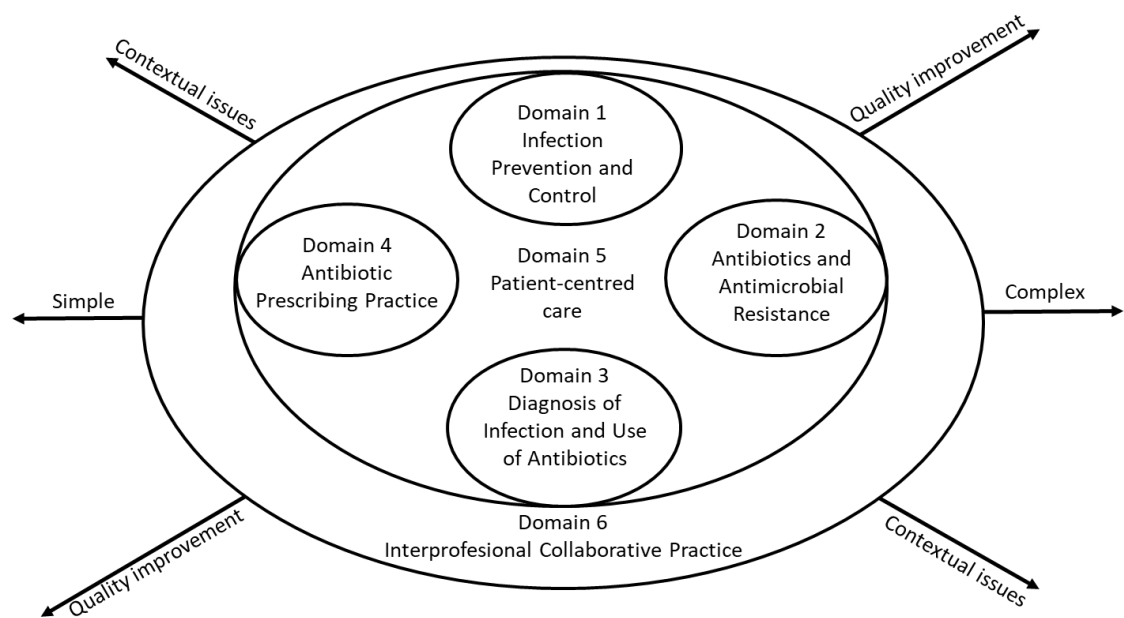 Contextual issues
Quality improvement
Domain 1
Infection
Prevention and
Control
Domain 4
Antibiotic
Prescribing Practice
Domain 5
Patient-centred
care
Domain 2
Antibiotics and
Antimicrobial
Resistance
Simple
Complex
Domain 3
Diagnosis of
Infection and Use
of Antibiotics
Domain 6
Interprofesional Collaborative Practice
Quality improvement
Contextual issues